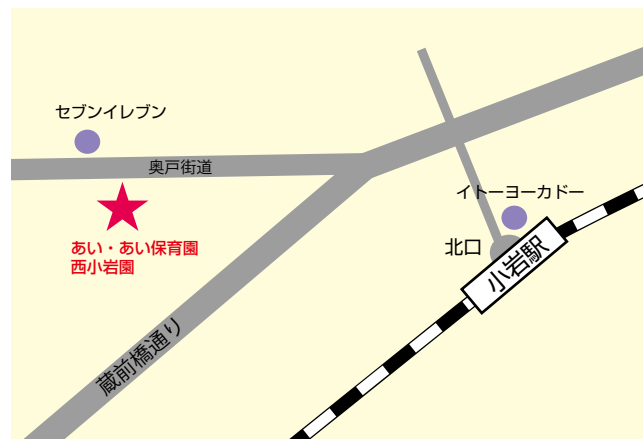 セブンイレブン
奥戸街道
イトーヨーカドー
あい・あい保育園
西小岩園
北口
小岩駅
蔵前橋通り